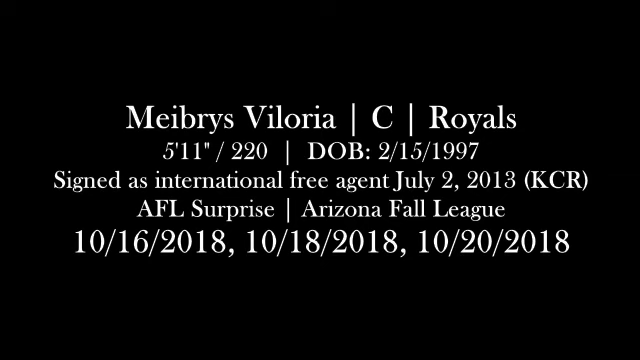 Meibrys Viloria | C | Royals
5'11" / 220 | DOB: 2/15/1997
Signed as international free agent July 2, 2013 (KCR)
AFL Surprise | Arizona Fall League
10/16/2018, 10/18/2018, 10/20/2018